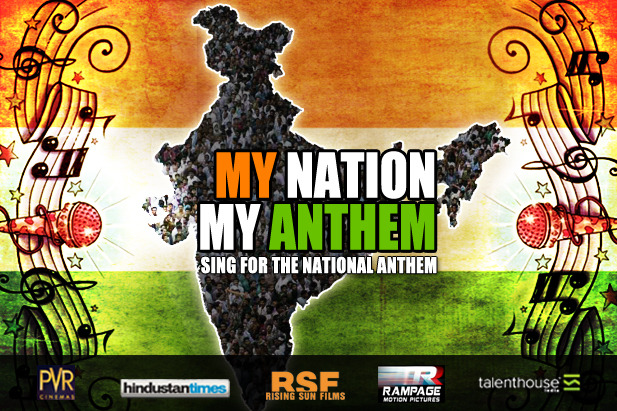 MY NATION
MY ANTHEM
SING FOR THE NATIONAL ANTHEM
PVR
CINEMAS
hindustantimes
RSF
RISING SUN FILMS
RAMPAGE
MOTION PICTURES
talenthouse
india